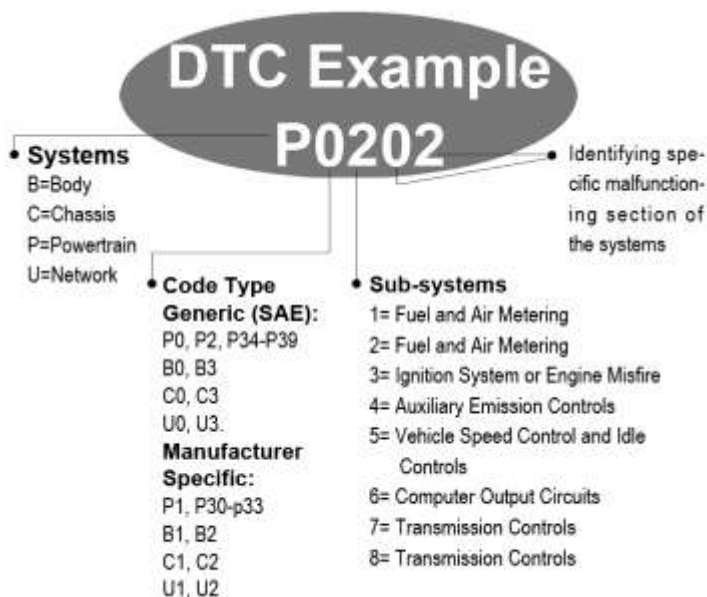 DTC Example
P0202
Systems
B=Body
C=Chassis
P=Powertrain
U=Network
Identifying spe-
cific malfunction-
ing section of
the systems
Code Type
Generic (SAE):
P0, P2, P34-P39
B0, B3
C0, C3
U0, U3.
Manufacturer
Specific:
P1, P30-p33
B1, B2
C1, C2
U1, U2
Sub-systems
1= Fuel and Air Metering
2= Fuel and Air Metering
3= Ignition System or Engine Misfire
4= Auxiliary Emission Controls
5= Vehicle Speed Control and Idle
Controls
6= Computer Output Circuits
7= Transmission Controls
8= Transmission Controls